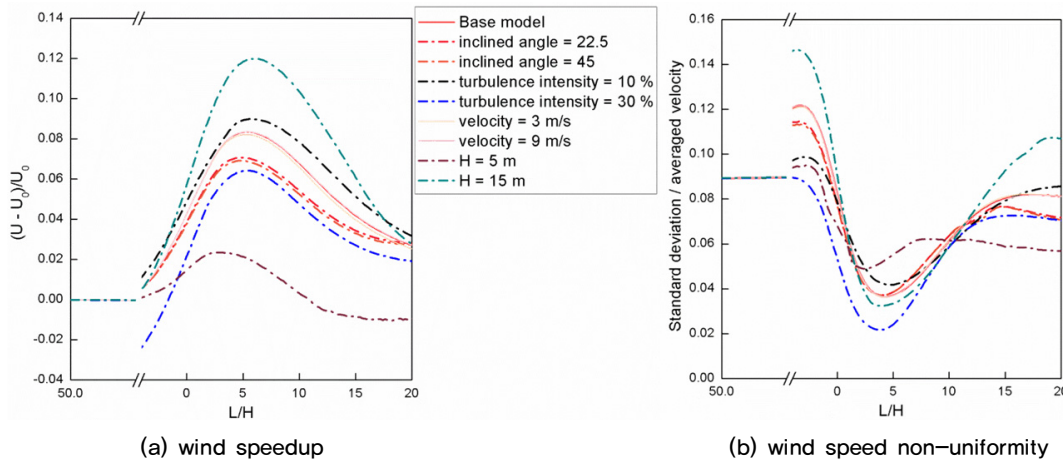 (U - U₀)/U₀
0.12
0.10
0.08
0.06
0.04
0.02
0.00
-0.02
-0.04
50.0
0
5
10
15
20
L/H
Base model
inclined angle = 22.5
inclined angle = 45
turbulence intensity = 10 %
turbulence intensity = 30 %
velocity = 3 m/s
velocity = 9 m/s
H = 5 m
H = 15 m
Standard deviation / averaged velocity
0.16
0.14
0.12
0.10
0.08
0.06
0.04
0.02
0.00
50.0
0
5
10
15
20
L/H
(a) wind speedup
(b) wind speed non-uniformity